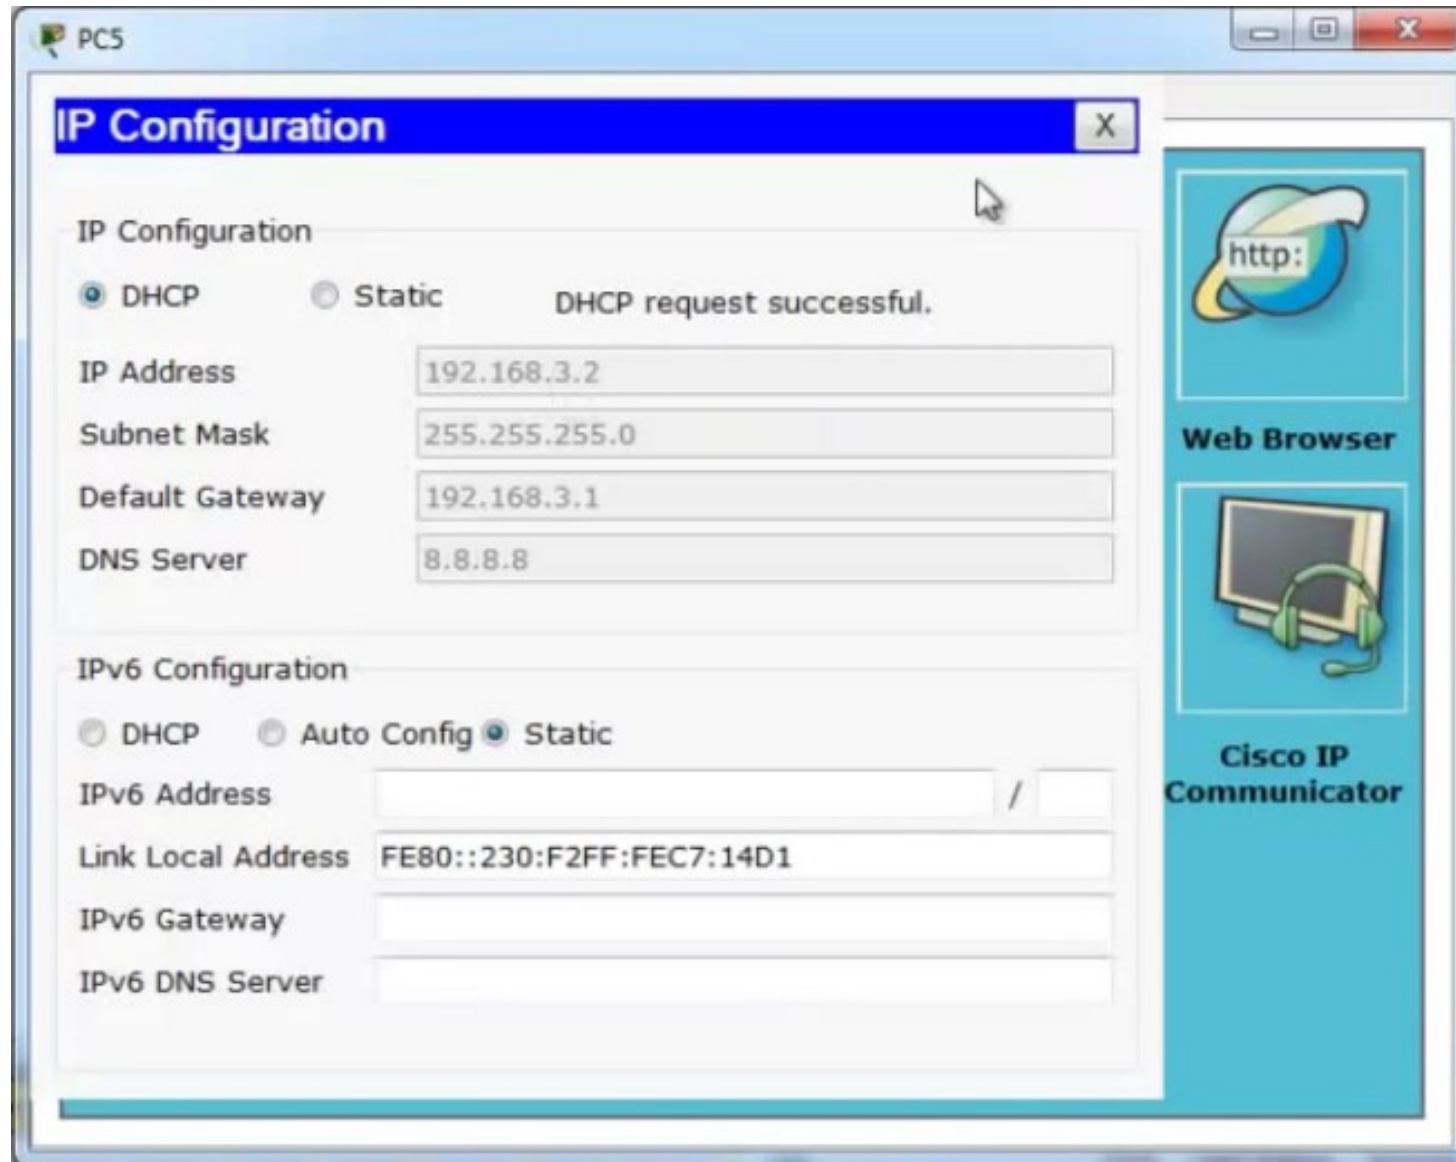 PC5
IP Configuration X
IP Configuration
DHCP Static DHCP request successful.
IP Address 192.168.3.2
Subnet Mask 255.255.255.0
Default Gateway 192.168.3.1
DNS Server 8.8.8.8
IPv6 Configuration
DHCP Auto Config Static
IPv6 Address /
Link Local Address FE80::230:F2FF:FEC7:14D1
IPv6 Gateway
IPv6 DNS Server
http:
Web Browser
Cisco IP
Communicator